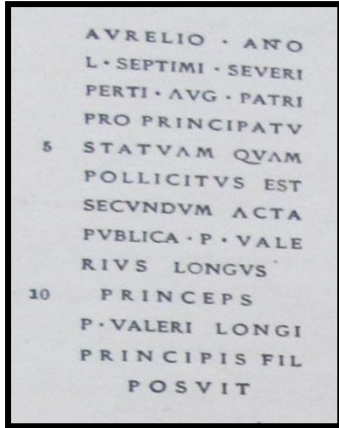 AVRELIO · ANO
L · SEPTIMI · SEVERI
PERTI · AVG · PATRI
PRO PRINCIPATV
5 STATVAM QVAM
POLLICITVS EST
SECVNDVM ACTA
PVBLICA · P · VALE
RIVS LONGVS
10 PRINCEPS
P · VALERI LONGI
PRINCIPIS FIL
POSVIT